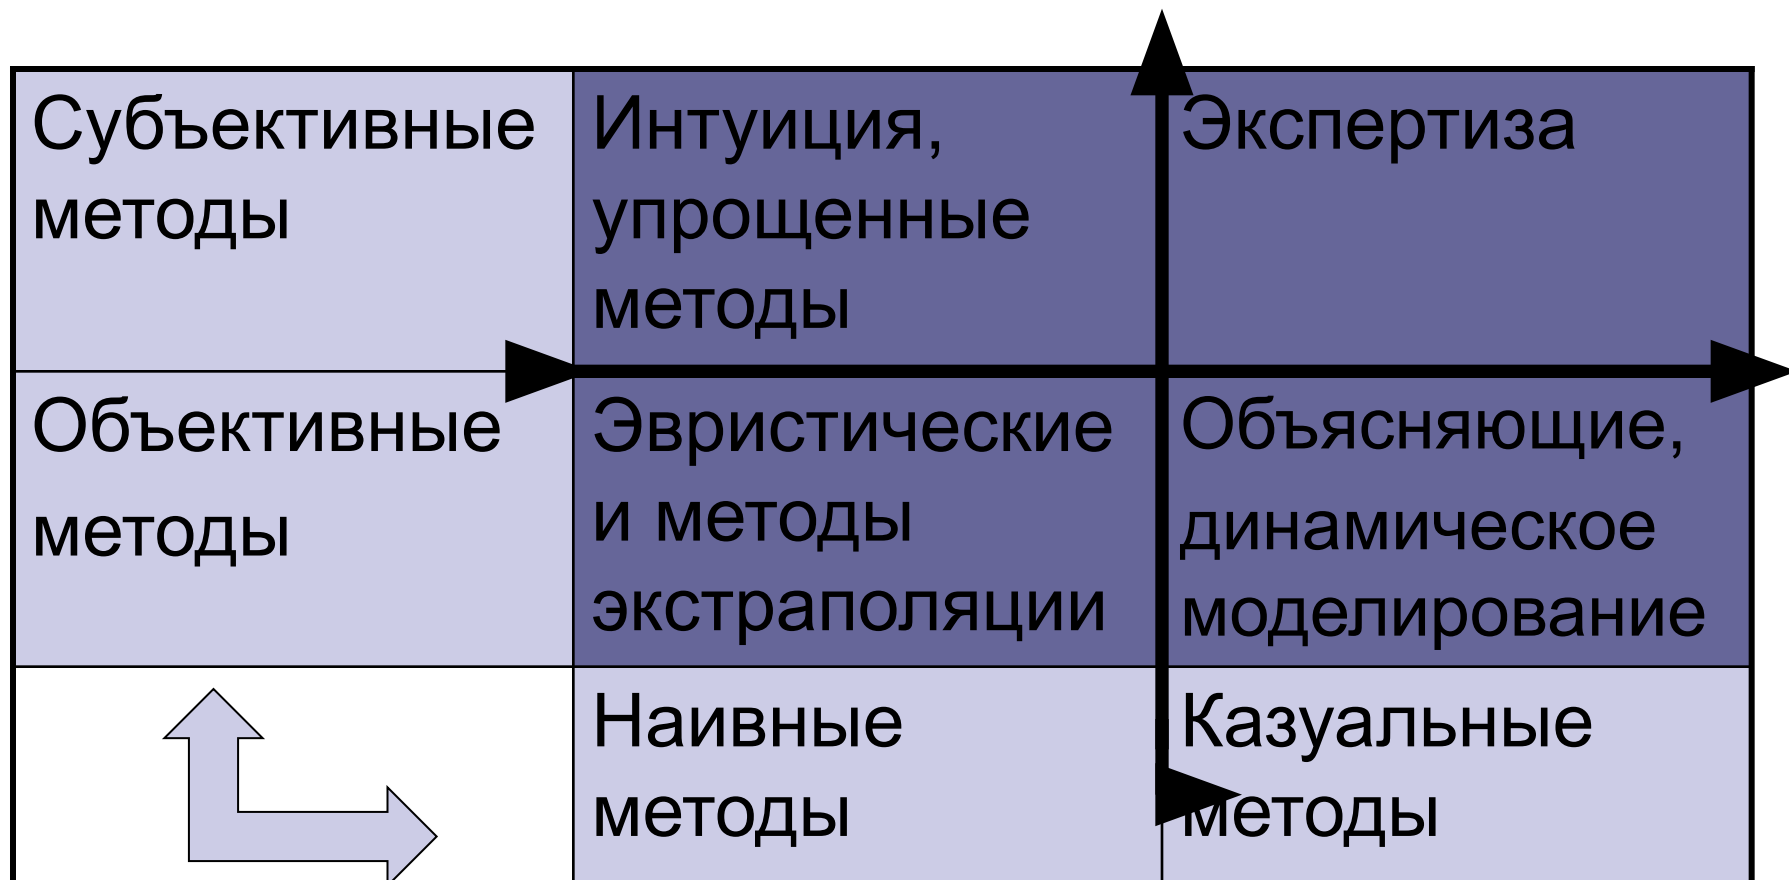 Субъективные
методы
Интуиция,
упрощенные
методы
Экспертиза
Объективные
методы
Эвристические
и методы
экстраполяции
Объясняющие,
динамическое
моделирование
Наивные
методы
Казуальные
методы